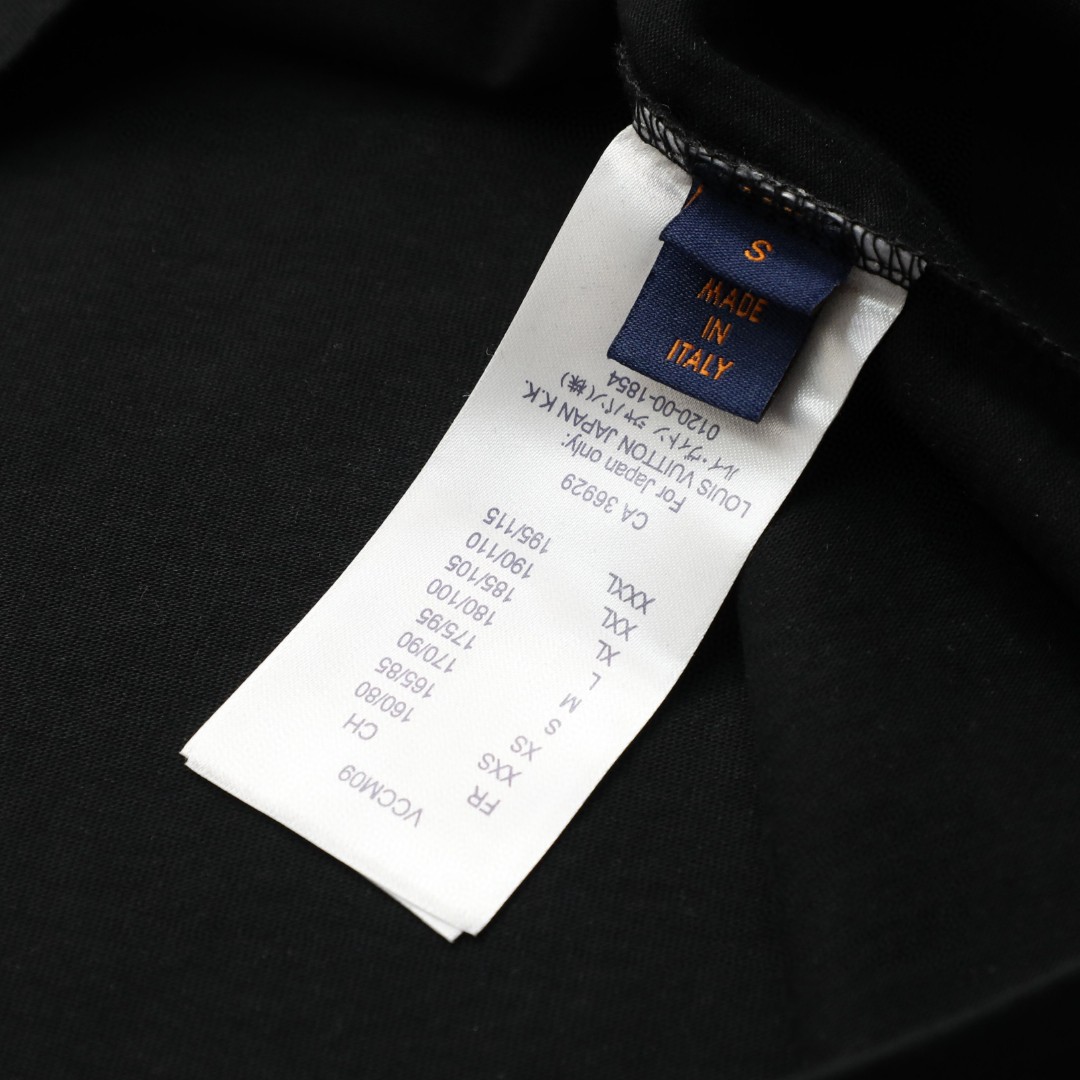 S
MADE
IN
ITALY
VCCM09
FR CH
XXS 160/80
XS 165/85
S 170/90
M 175/95
L 180/100
XL 185/105
XXL 190/110
XXXL 195/115
CA 36929
For Japan only:
LOUIS VUITTON JAPAN K.K.
ルイ・ヴィトン ジャパン(株)
0120-00-1854